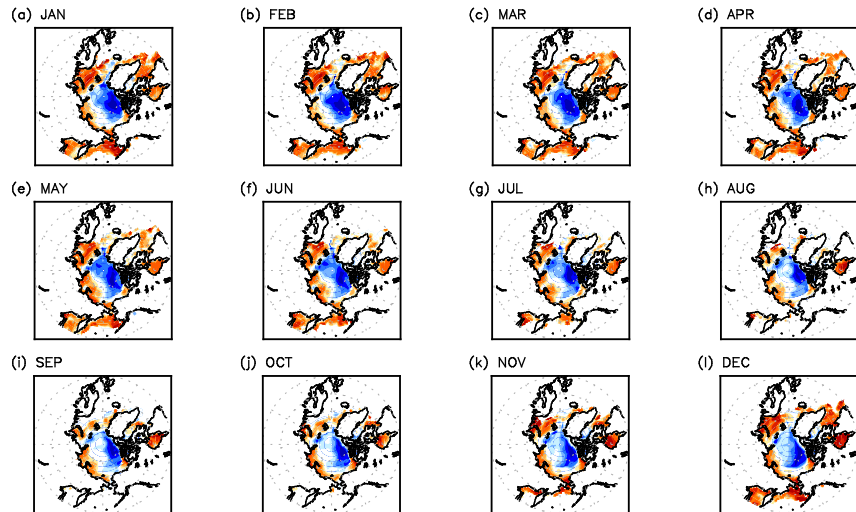 (a) JAN
(b) FEB
(c) MAR
(d) APR
(e) MAY
(f) JUN
(g) JUL
(h) AUG
(i) SEP
(j) OCT
(k) NOV
(l) DEC